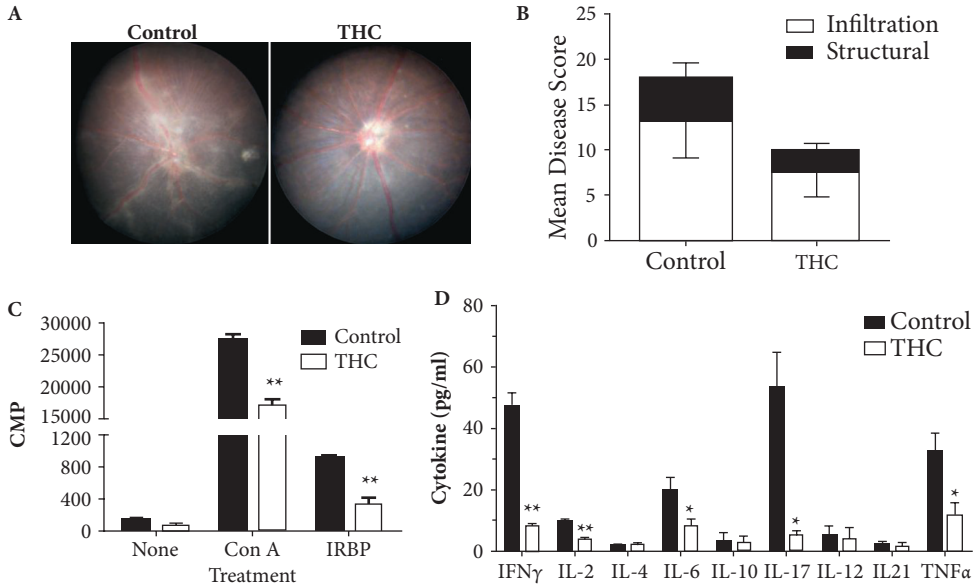 A
Control THC
B
25
20
15
10
5
0
Mean Disease Score
Infiltration
Structural
Control THC
C
30000
25000
20000
15000
1200
800
400
0
CMP
Control
THC
**
**
None Con A IRBP
Treatment
D
80
60
40
20
0
Cytokine (pg/ml)
Control
THC
**
**
*
*
*
IFNγ IL-2 IL-4 IL-6 IL-10 IL-17 IL-12 IL21 TNFα